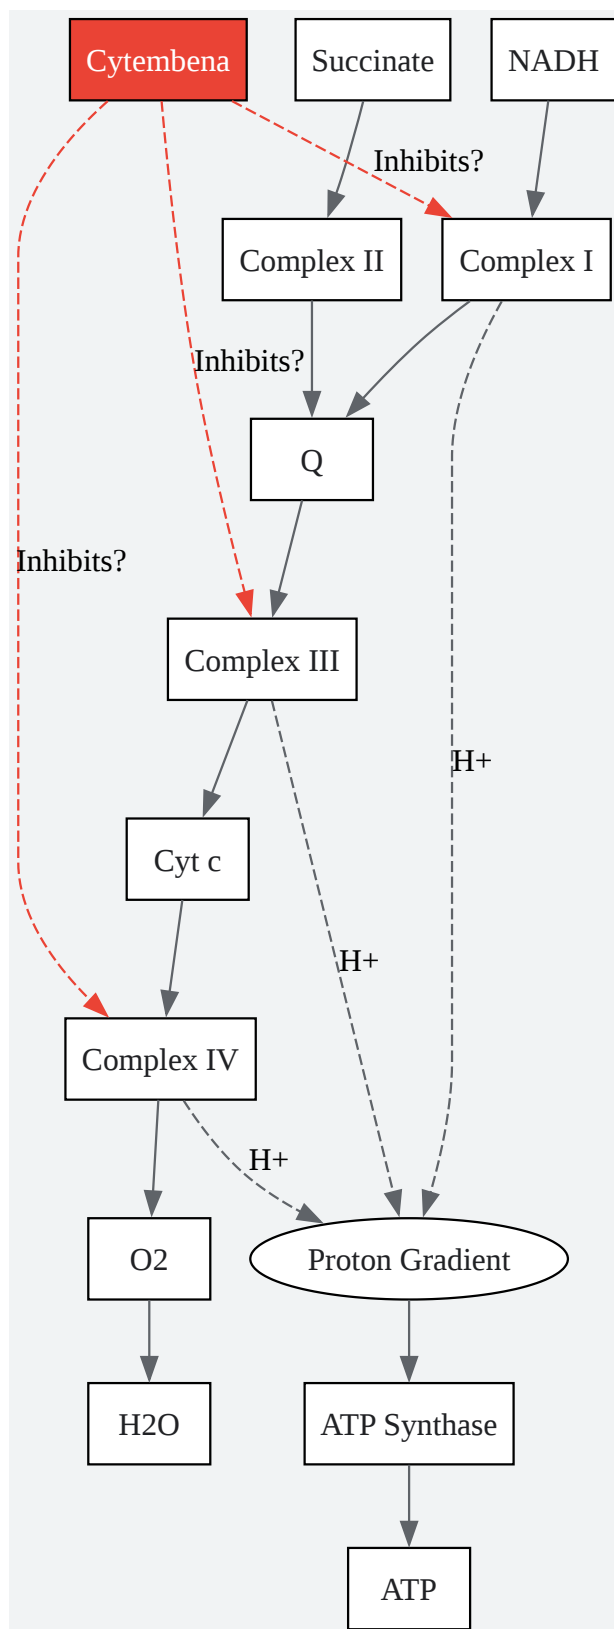 Cytembena
Succinate
NADH
Inhibits?
Complex II
Complex I
Inhibits?
Q
Inhibits?
Complex III
H+
Cyt c
H+
Complex IV
H+
O2
Proton Gradient
H2O
ATP Synthase
ATP